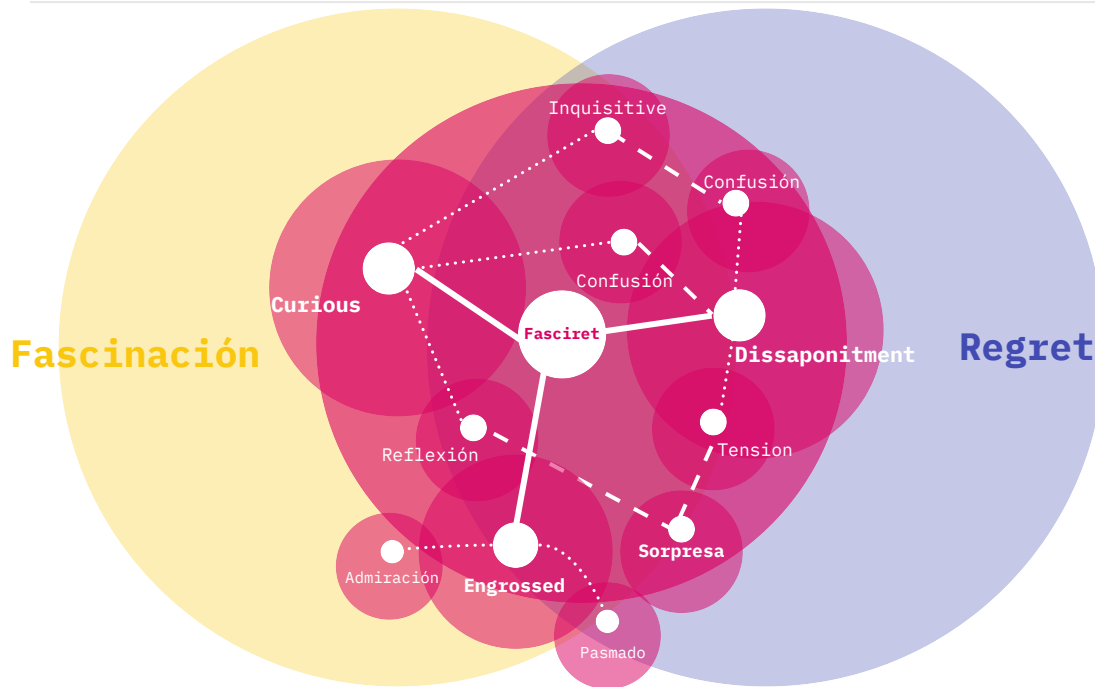 Inquisitive
Confusión
Confusión
Curious
Fasciret
Fascinación
Dissaponitment
Regret
Reflexión
Tension
Sorpresa
Admiración
Engrossed
Pasmado